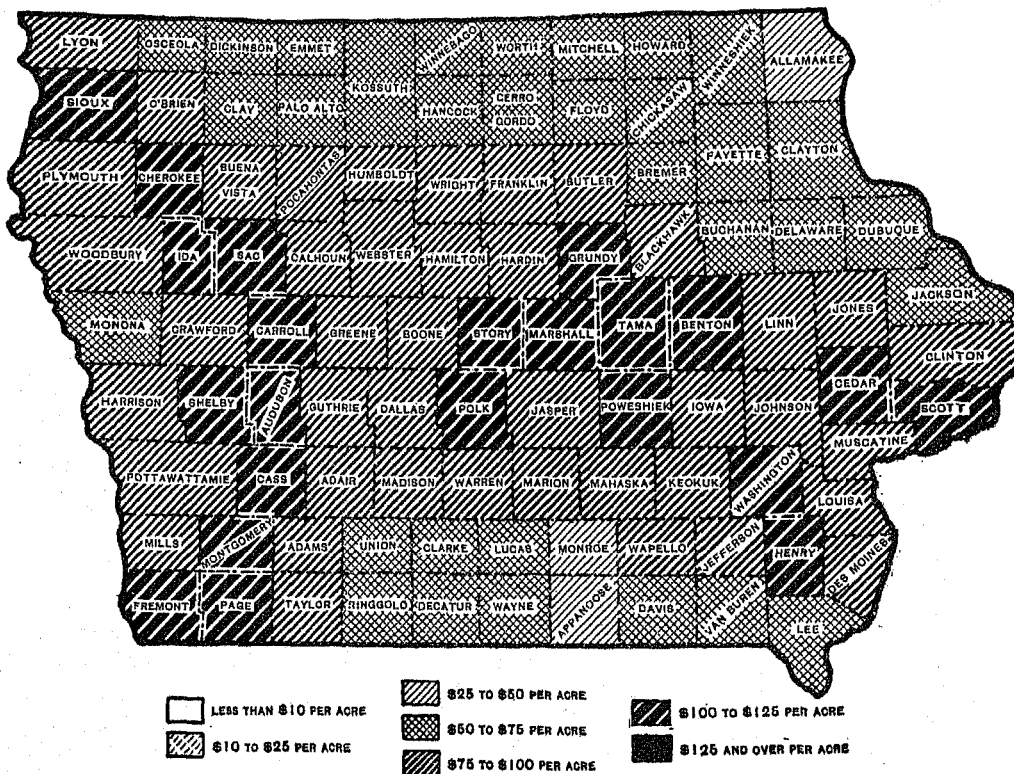 LYON
OSCEOLA
DICKINSON
EMMET
WINNEBAGO
WORTH
MITCHELL
HOWARD
WINNESHIEK
ALLAMAKEE
KOSSUTH
SIOUX
O'BRIEN
CLAY
PALO ALTO
HANCOCK
CERRO
GORDO
FLOYD
CHICKASAW
PLYMOUTH
CHEROKEE
BUENA
VISTA
POCAHONTAS
HUMBOLDT
WRIGHT
FRANKLIN
BUTLER
BREMER
FAYETTE
CLAYTON
WOODBURY
IDA
SAC
CALHOUN
WEBSTER
HAMILTON
HARDIN
GRUNDY
BLACKHAWK
BUCHANAN
DELAWARE
DUBUQUE
MONONA
CRAWFORD
CARROLL
GREENE
BOONE
STORY
MARSHALL
TAMA
BENTON
LINN
JONES
JACKSON
CLINTON
HARRISON
SHELBY
AUDUBON
GUTHRIE
DALLAS
POLK
JASPER
POWESHIEK
IOWA
JOHNSON
CEDAR
SCOTT
MUSCATINE
POTTAWATTAMIE
CASS
ADAIR
MADISON
WARREN
MARION
MAHASKA
KEOKUK
WASHINGTON
LOUISA
MILLS
MONTGOMERY
ADAMS
UNION
CLARKE
LUCAS
MONROE
WAPELLO
JEFFERSON
HENRY
DES MOINES
FREMONT
PAGE
TAYLOR
RINGGOLD
DECATUR
WAYNE
APPANOOSE
DAVIS
VAN BUREN
LEE
LESS THAN $10 PER ACRE
$10 TO $25 PER ACRE
$25 TO $50 PER ACRE
$50 TO $75 PER ACRE
$75 TO $100 PER ACRE
$100 TO $125 PER ACRE
$125 AND OVER PER ACRE